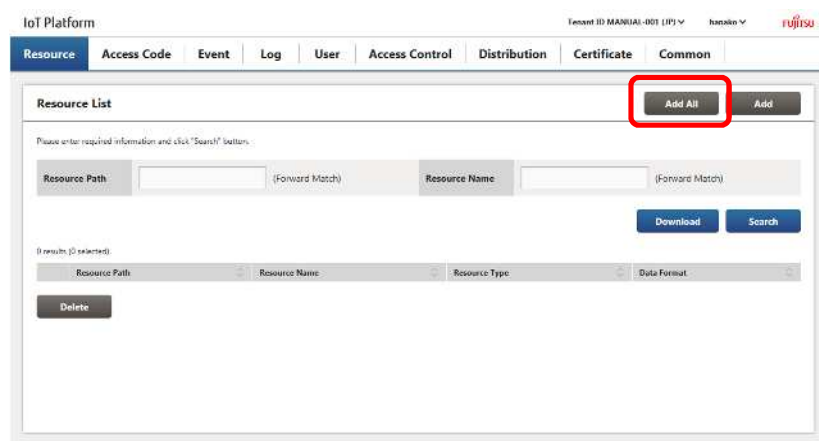 IoT Platform Tenant ID MANUAL-001 (JP) hanako FUJITSU
Resource Access Code Event Log User Access Control Distribution Certificate Common
Resource List Add All Add
Please enter required information and click "Search" button.
Resource Path (Forward Match) Resource Name (Forward Match)
Download Search
0 results (0 selected)
Resource Path Resource Name Resource Type Data Format
Delete